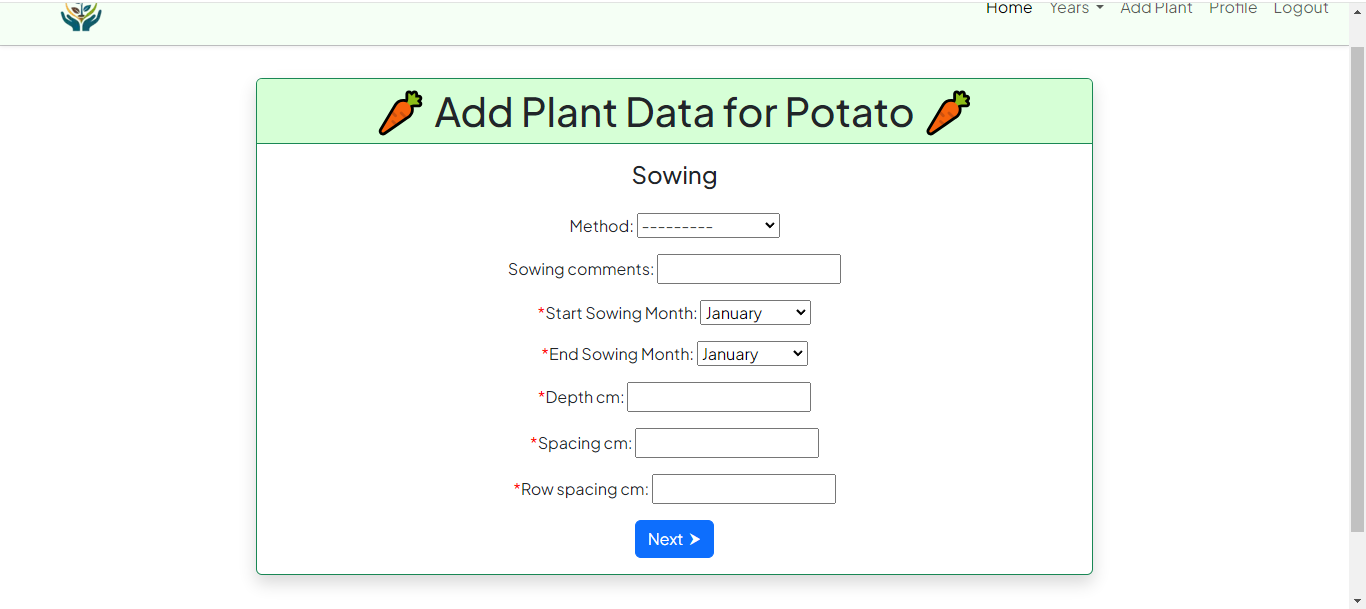 Home Years Add Plant Profile Logout
Add Plant Data for Potato
Sowing
Method: ---------
Sowing comments:
*Start Sowing Month: January
*End Sowing Month: January
*Depth cm:
*Spacing cm:
*Row spacing cm:
Next ➤